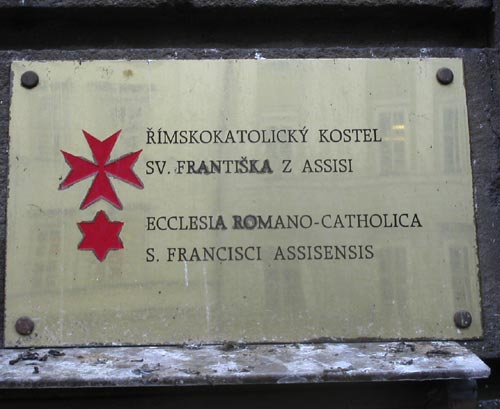 ŘÍMSKOKATOLICKÝ KOSTEL
SV. FRANTIŠKA Z ASSISI
ECCLESIA ROMANO-CATHOLICA
S. FRANCISCI ASSISENSIS